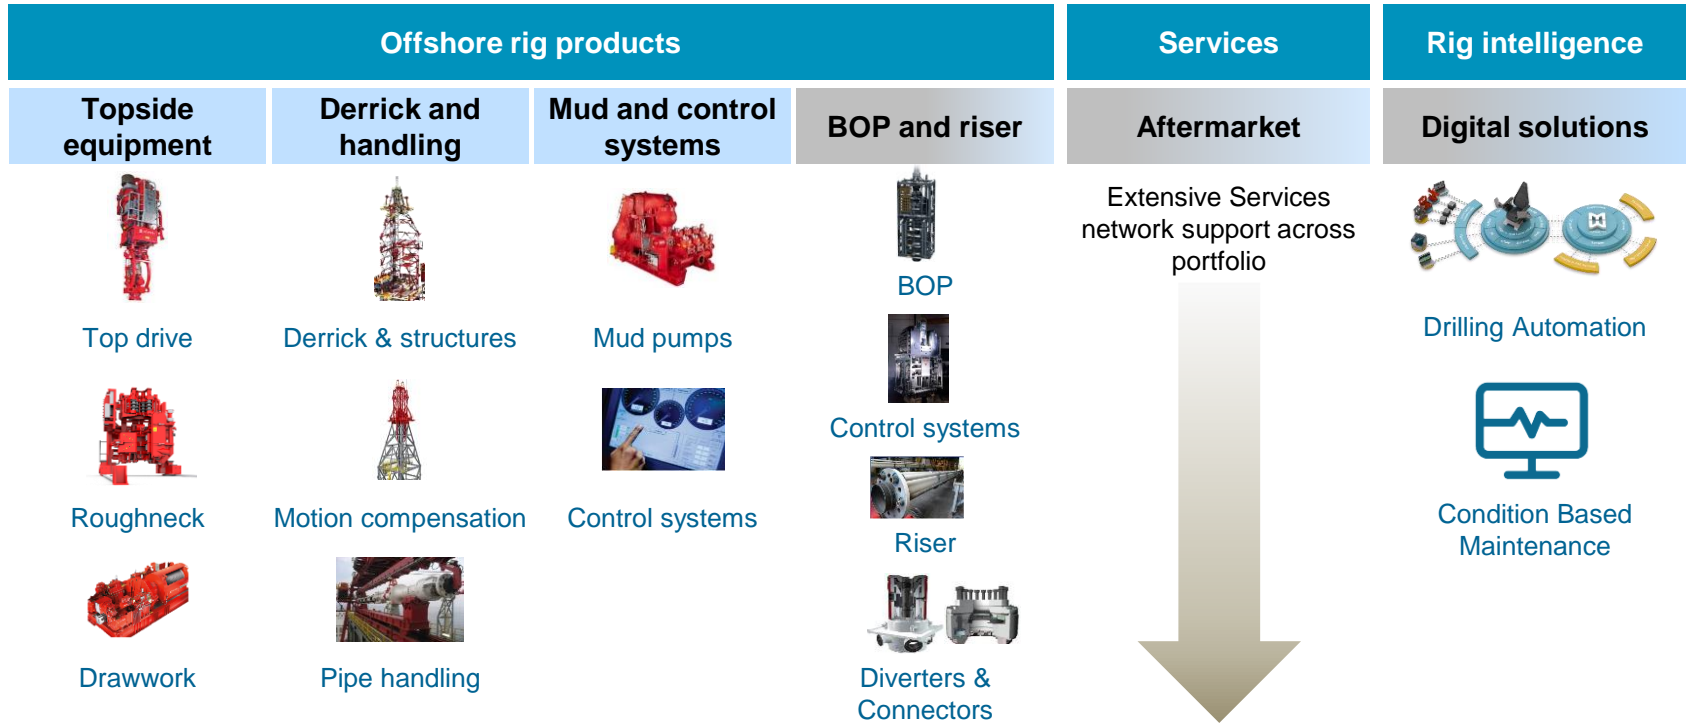 Offshore rig products
Services
Rig intelligence
Topside
equipment
Derrick and
handling
Mud and control
systems
BOP and riser
Aftermarket
Digital solutions
Top drive
Roughneck
Drawwork
Derrick & structures
Motion compensation
Pipe handling
Mud pumps
Control systems
BOP
Control systems
Riser
Diverters &
Connectors
Extensive Services
network support across
portfolio
Drilling Automation
Condition Based
Maintenance